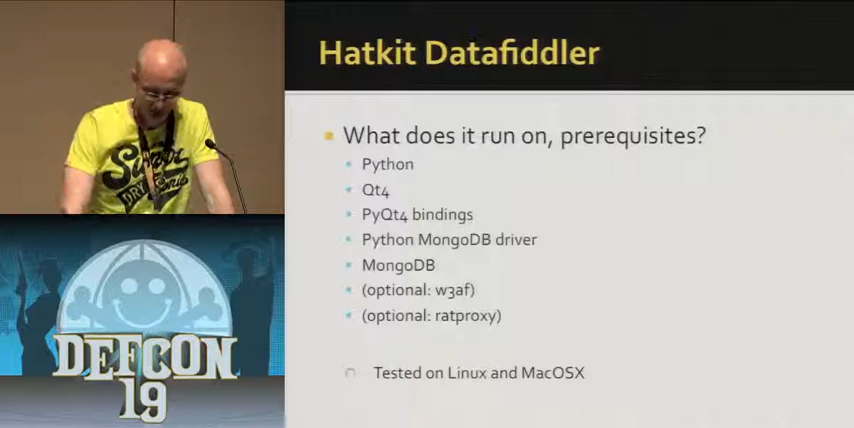 Hatkit Datafiddler
What does it run on, prerequisites?
Python
Qt4
PyQt4 bindings
Python MongoDB driver
MongoDB
(optional: w3af)
(optional: ratproxy)
Tested on Linux and MacOSX
DEFCON
19